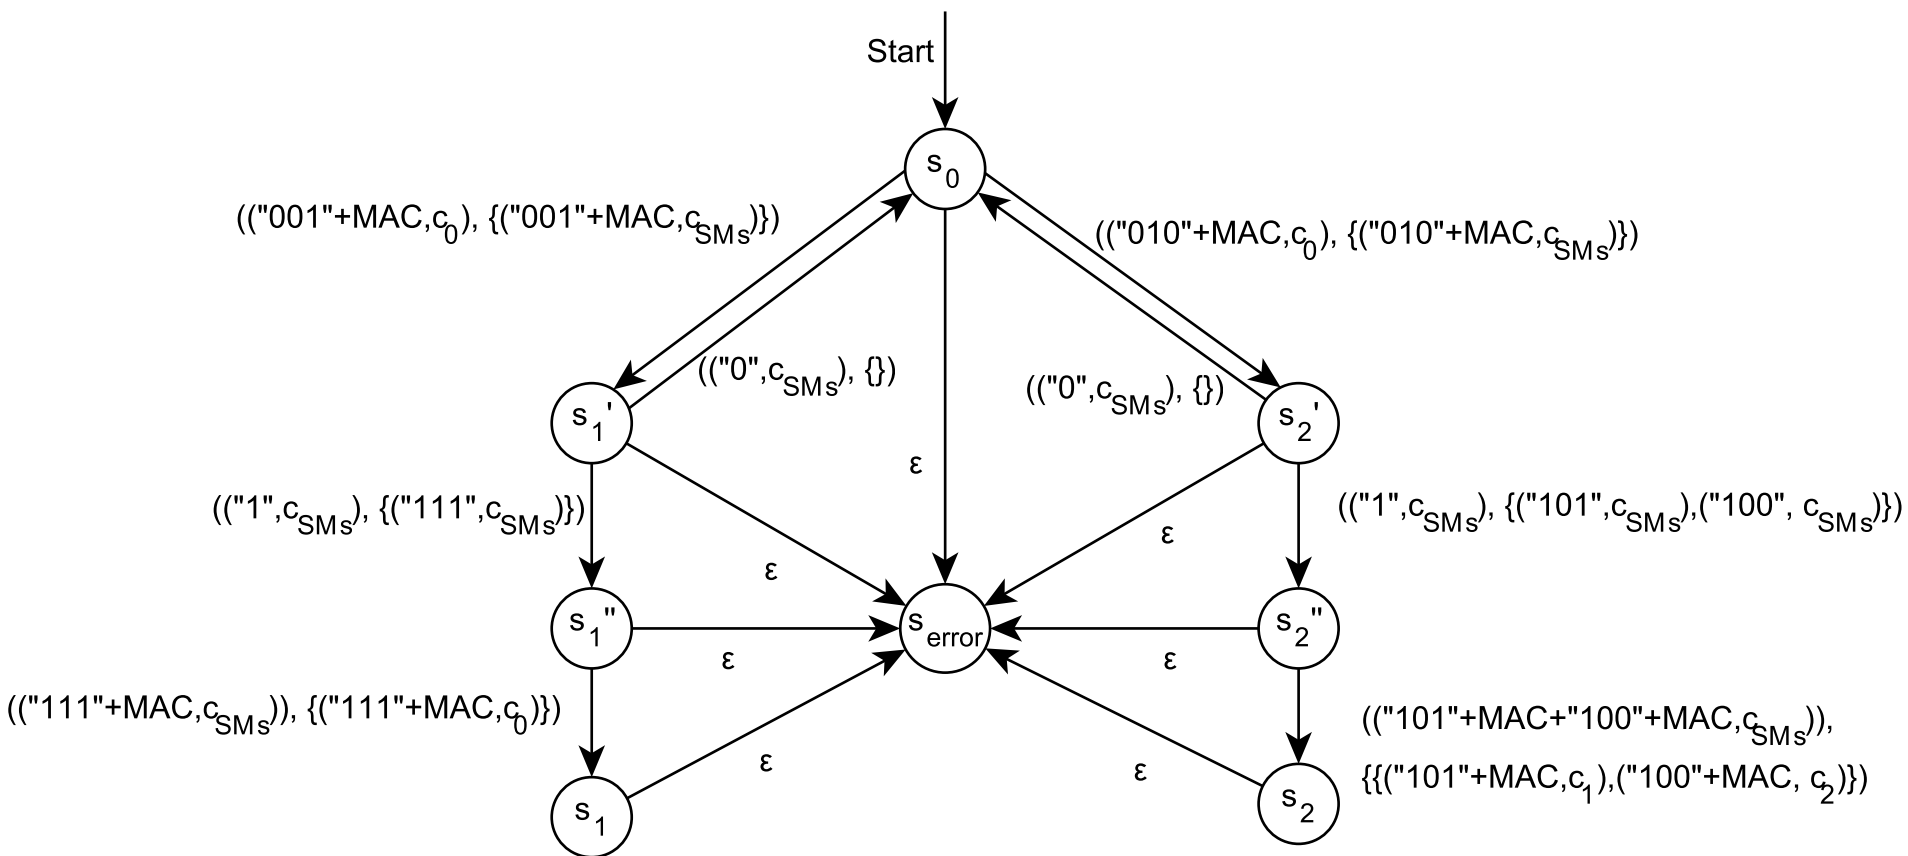 Start
s0
(("001"+MAC,c0), {("001"+MAC,cSMs)})
(("010"+MAC,c0), {("010"+MAC,cSMs)})
(("0",cSMs), {})
(("0",cSMs), {})
s1'
s2'
ε
(("1",cSMs), {("111",cSMs)})
(("1",cSMs), {("101",cSMs),("100", cSMs)})
ε
ε
s1"
serror
s2"
ε
ε
(("111"+MAC,cSMs)), {("111"+MAC,c0)})
(("101"+MAC+"100"+MAC,cSMs)),
{{("101"+MAC,c1),("100"+MAC, c2)})
ε
ε
s1
s2